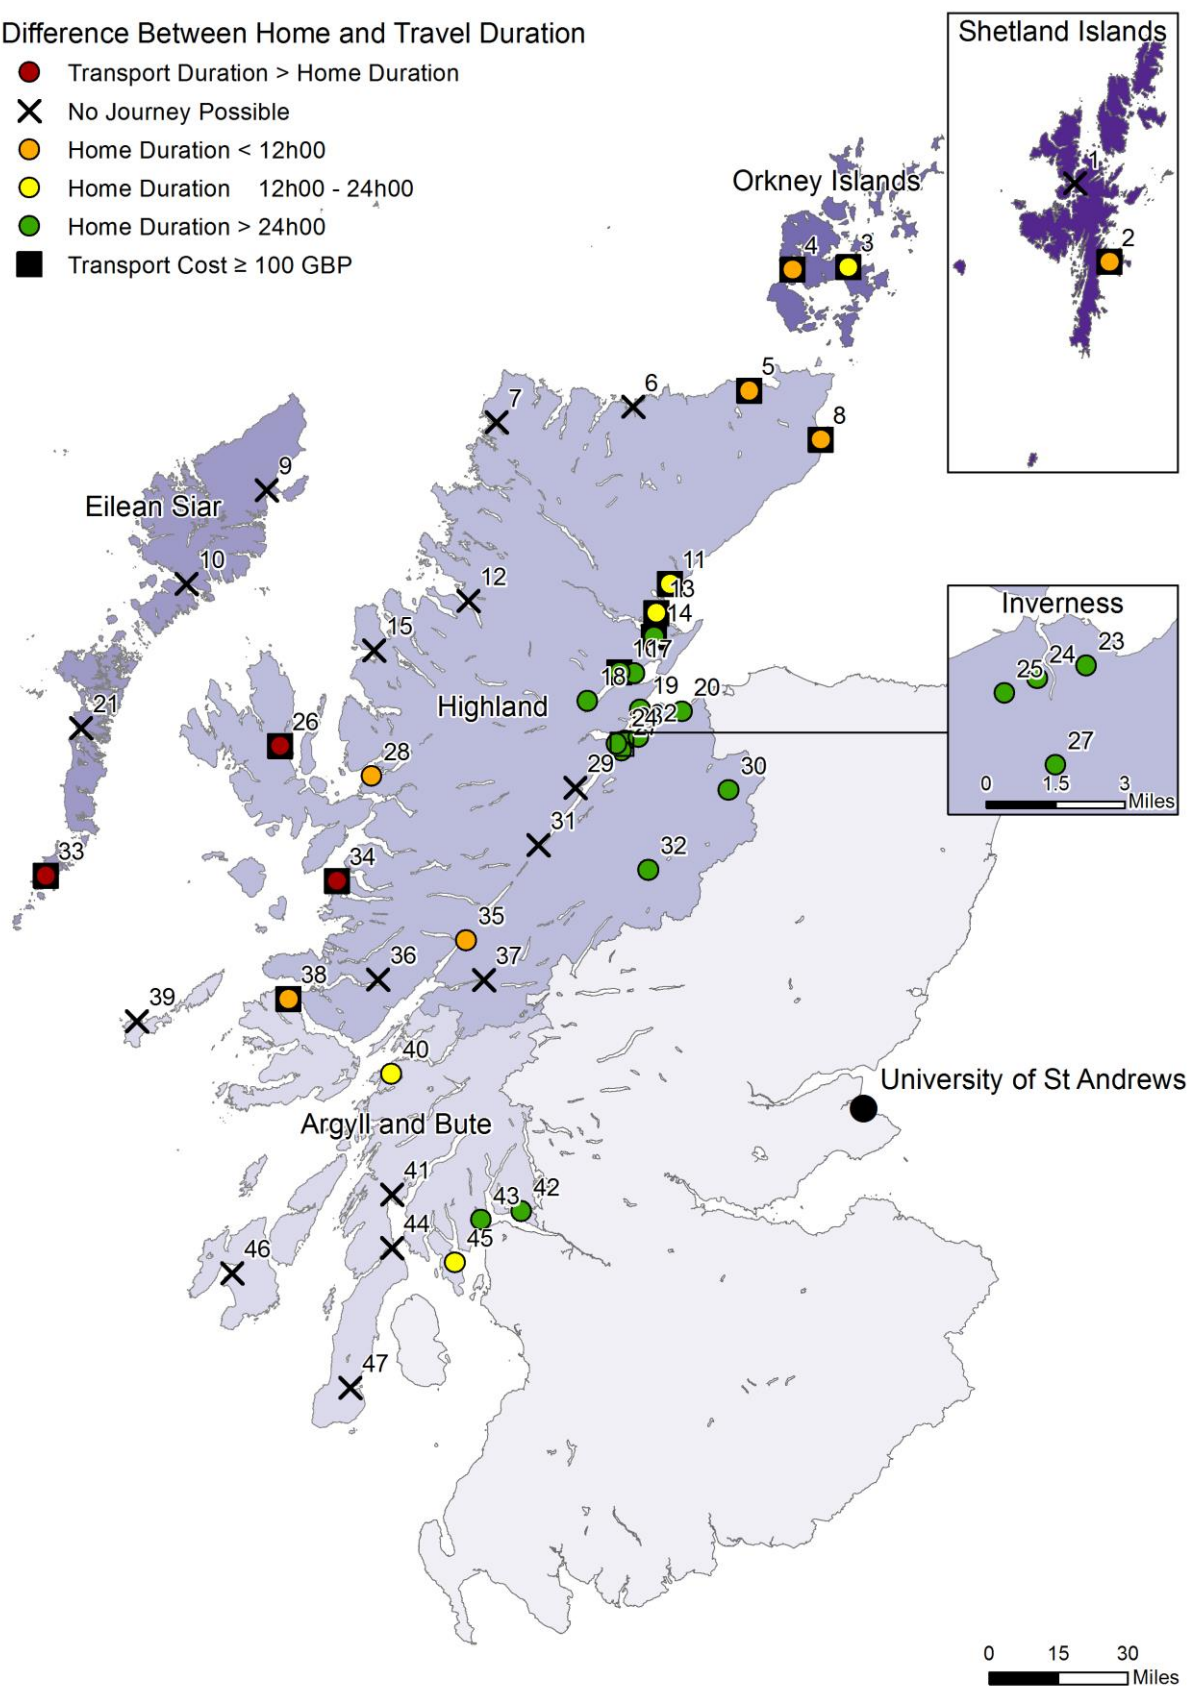 Difference Between Home and Travel Duration
Transport Duration > Home Duration
No Journey Possible
Home Duration < 12h00
Home Duration 12h00 - 24h00
Home Duration > 24h00
Transport Cost ≥ 100 GBP
Shetland Islands
1
2
Orkney Islands
4
3
5
6
7
8
9
Eilean Siar
10
11
12
13
14
15
17
18
Highland
19
20
21
24
26
28
29
30
31
32
33
34
35
36
37
38
39
40
Inverness
23
24
25
27
0 1.5 3
Miles
University of St Andrews
Argyll and Bute
41
42
43
44
45
46
47
0 15 30
Miles